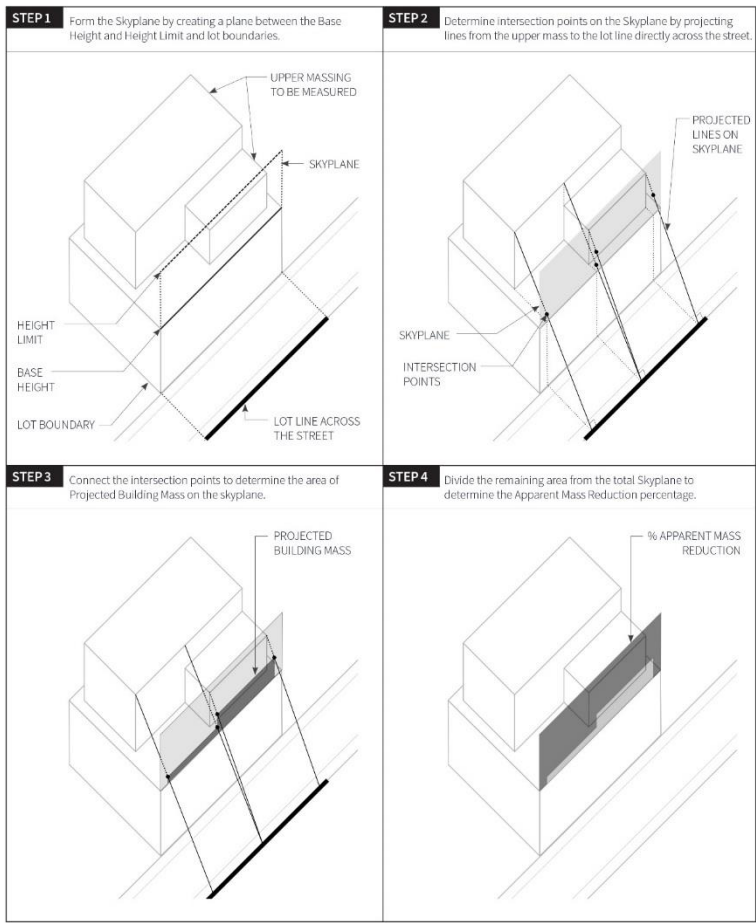 STEP 1 Form the Skyplane by creating a plane between the Base
Height and Height Limit and lot boundaries.
UPPER MASSING
TO BE MEASURED
SKYPLANE
HEIGHT
LIMIT
BASE
HEIGHT
LOT BOUNDARY
LOT LINE ACROSS
THE STREET
STEP 2 Determine intersection points on the Skyplane by projecting
lines from the upper mass to the lot line directly across the street.
PROJECTED
LINES ON
SKYPLANE
SKYPLANE
INTERSECTION
POINTS
STEP 3 Connect the intersection points to determine the area of
Projected Building Mass on the skyplane.
PROJECTED
BUILDING MASS
STEP 4 Divide the remaining area from the total Skyplane to
determine the Apparent Mass Reduction percentage.
% APPARENT MASS
REDUCTION